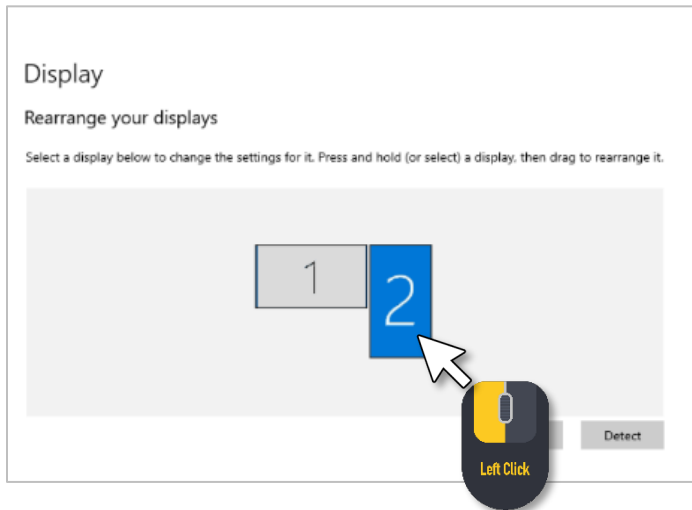 Display
Rearrange your displays
Select a display below to change the settings for it. Press and hold (or select) a display, then drag to rearrange it.
1
2
Detect
Left Click